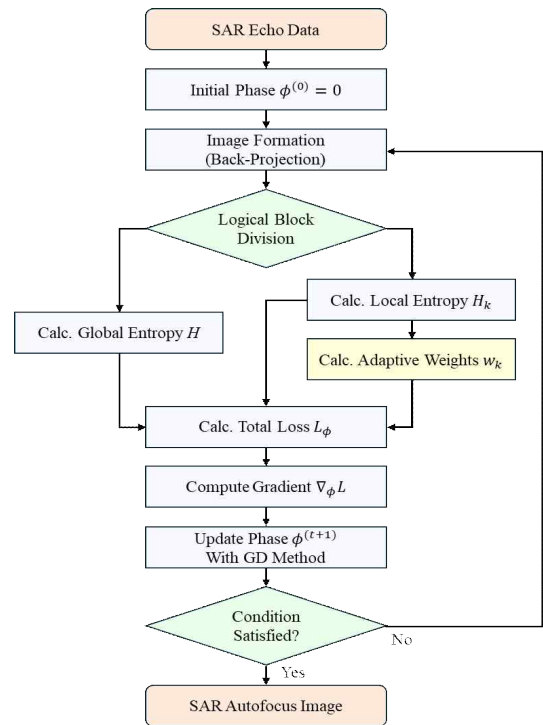 SAR Echo Data
Initial Phase ϕ⁽⁰⁾ = 0
Image Formation
(Back-Projection)
Logical Block
Division
Calc. Local Entropy Hₖ
Calc. Global Entropy H
Calc. Adaptive Weights wₖ
Calc. Total Loss L_ϕ
Compute Gradient ∇_ϕ L
Update Phase ϕ⁽ᵗ⁺¹⁾
With GD Method
Condition
Satisfied?
No
Yes
SAR Autofocus Image